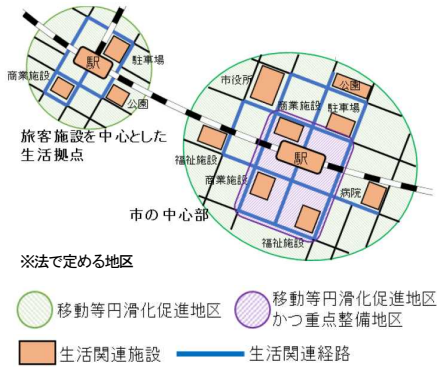 駅
駐車場
商業施設
公園
旅客施設を中心とした
生活拠点
市役所
公園
商業施設
駐車場
福祉施設
駅
商業施設
病院
市の中心部
福祉施設
※法で定める地区
移動等円滑化促進地区
移動等円滑化促進地区
かつ重点整備地区
生活関連施設
生活関連経路